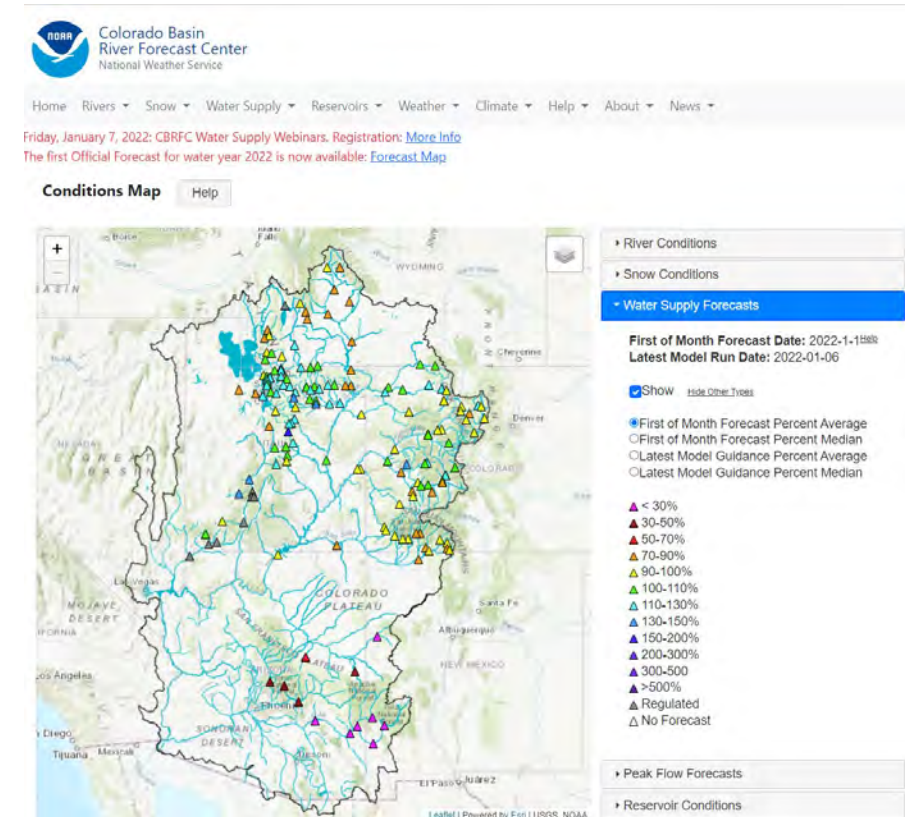 NOAA
Colorado Basin
River Forecast Center
National Weather Service
Home Rivers Snow Water Supply Reservoirs Weather Climate Help About News
Friday, January 7, 2022: CBRFC Water Supply Webinars. Registration: More Info
The first Official Forecast for water year 2022 is now available: Forecast Map
Conditions Map Help
+
−
Boise
Falls
WYOMING
Cheyenne
Denver
COLORADO
Las Vegas
MOJAVE
DESERT
COLORADO
PLATEAU
Santa Fe
Albuquerque
NEW MEXICO
Los Angeles
Phoenix
SONORAN
DESERT
Tucson
Diego
Tijuana
Mexicali
El Paso
Juárez
Leaflet | Powered by Esri | USGS, NOAA
River Conditions
Snow Conditions
Water Supply Forecasts
First of Month Forecast Date: 2022-1-1 Help
Latest Model Run Date: 2022-01-06
Show Hide Other Types
First of Month Forecast Percent Average
First of Month Forecast Percent Median
Latest Model Guidance Percent Average
Latest Model Guidance Percent Median
< 30%
30-50%
50-70%
70-90%
90-100%
100-110%
110-130%
130-150%
150-200%
200-300%
300-500
>500%
Regulated
No Forecast
Peak Flow Forecasts
Reservoir Conditions